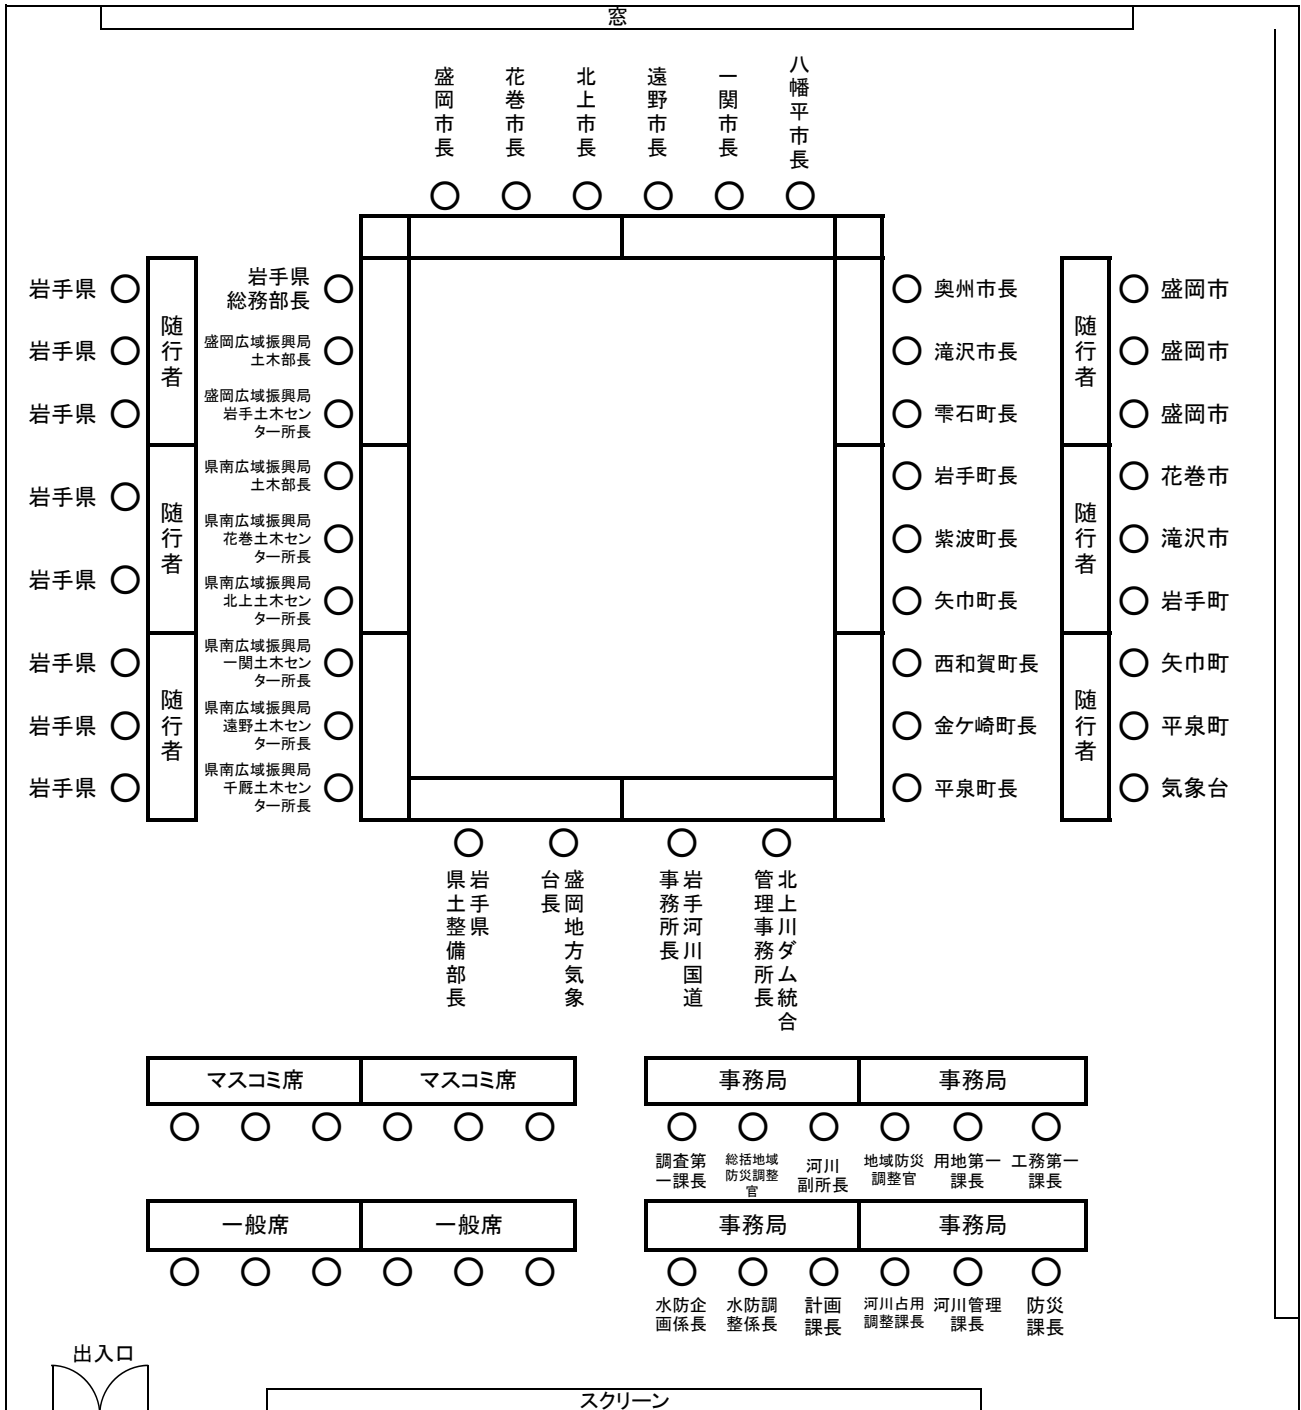 窓
盛岡市長
花巻市長
北上市長
遠野市長
一関市長
八幡平市長
岩手県
岩手県
岩手県
岩手県
岩手県
岩手県
岩手県
岩手県
随行者
随行者
随行者
岩手県
総務部長
盛岡広域振興局
土木部長
盛岡広域振興局
岩手土木セン
ター所長
県南広域振興局
土木部長
県南広域振興局
花巻土木セン
ター所長
県南広域振興局
北上土木セン
ター所長
県南広域振興局
一関土木セン
ター所長
県南広域振興局
遠野土木セン
ター所長
県南広域振興局
千厩土木セン
ター所長
奥州市長
滝沢市長
雫石町長
岩手町長
紫波町長
矢巾町長
西和賀町長
金ケ崎町長
平泉町長
随行者
随行者
随行者
盛岡市
盛岡市
盛岡市
花巻市
滝沢市
岩手町
矢巾町
平泉町
気象台
岩手県
県土整備部長
盛岡地方気象
台長
岩手河川国道
事務所長
北上川ダム統合
管理事務所長
マスコミ席
マスコミ席
事務局
事務局
調査第
一課長
総括地域
防災調整
官
河川
副所長
地域防災
調整官
用地第一
課長
工務第一
課長
一般席
一般席
事務局
事務局
水防企
画係長
水防調
整係長
計画
課長
河川占用
調整課長
河川管理
課長
防災
課長
出入口
スクリーン